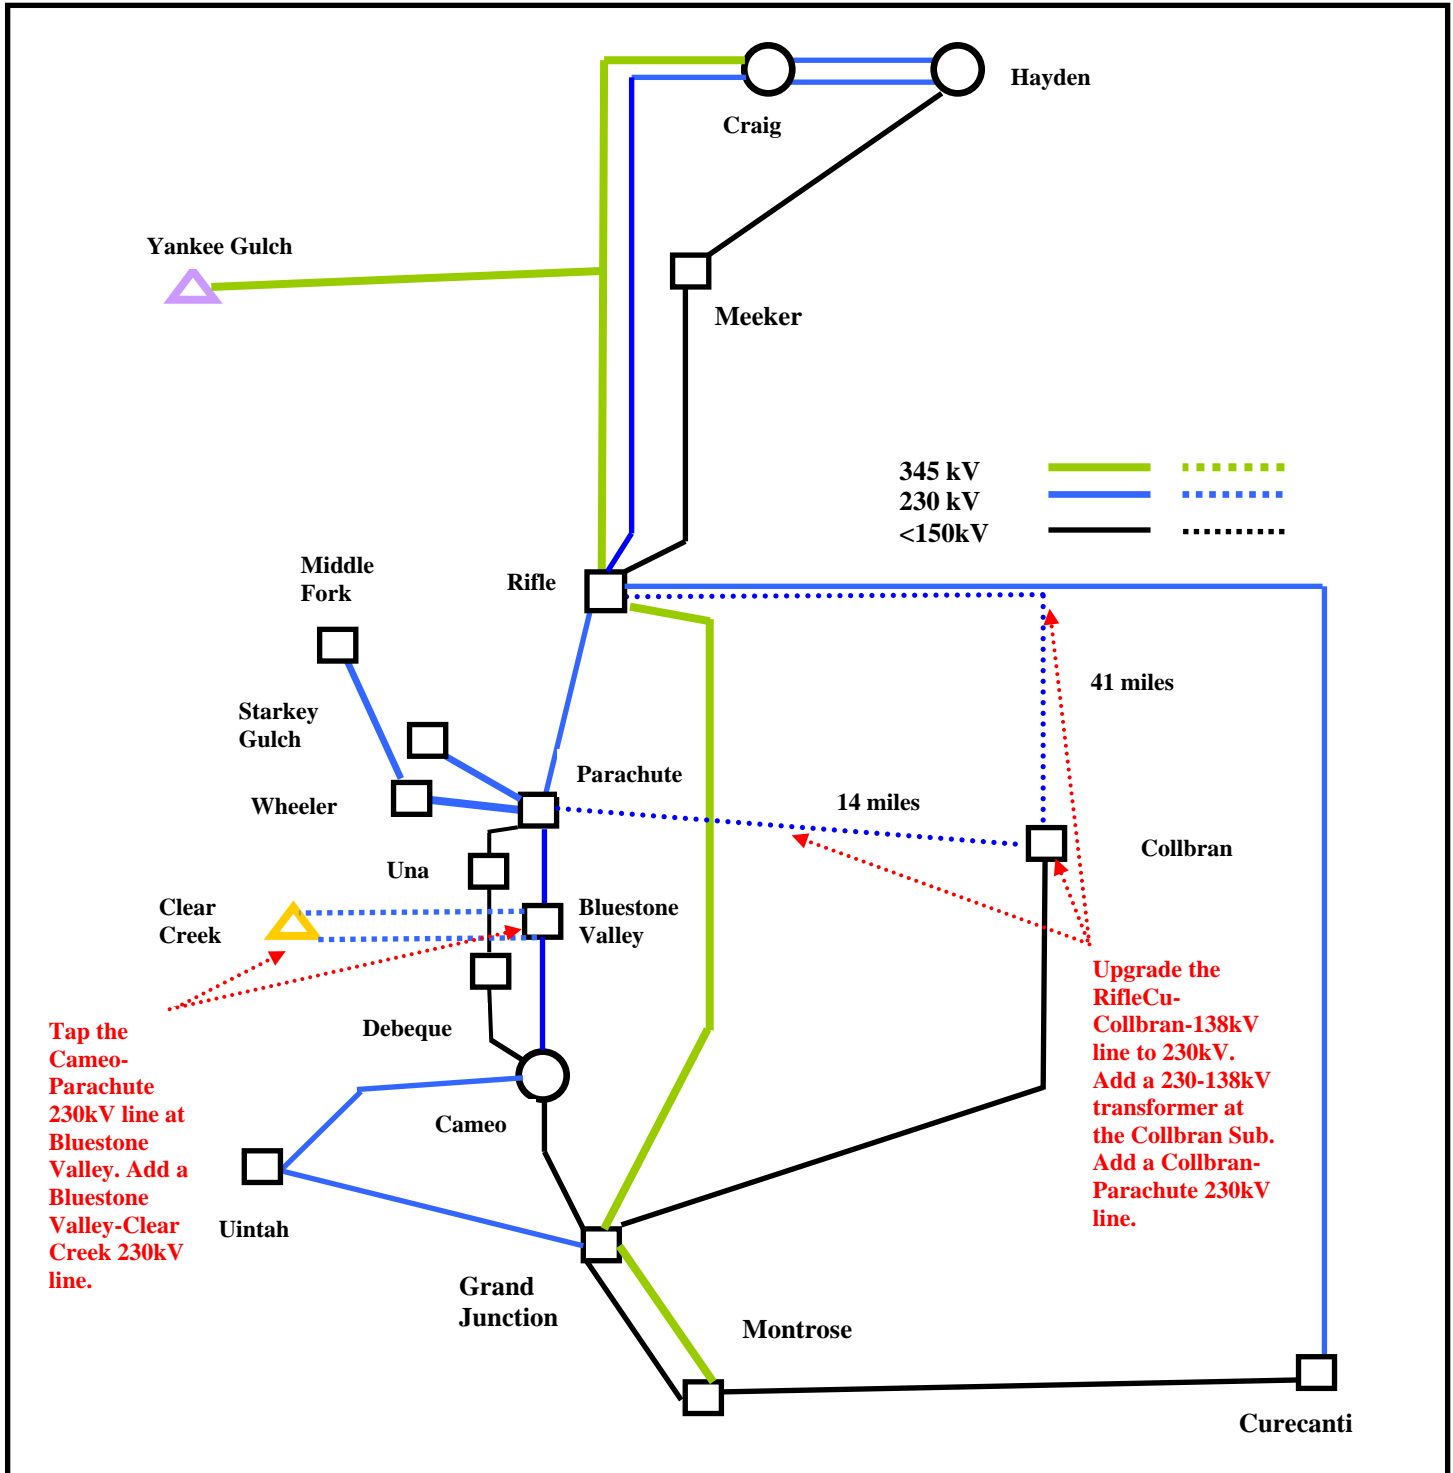 Hayden
Craig
Yankee Gulch
Meeker
345 kV
230 kV
<150kV
Middle
Fork
Rifle
41 miles
Starkey
Gulch
Parachute
Wheeler
14 miles
Collbran
Una
Clear
Creek
Bluestone
Valley
Upgrade the
RifleCu-
Collbran-138kV
line to 230kV.
Add a 230-138kV
transformer at
the Collbran Sub.
Add a Collbran-
Parachute 230kV
line.
Debeque
Tap the
Cameo-
Parachute
230kV line at
Bluestone
Valley. Add a
Bluestone
Valley-Clear
Creek 230kV
line.
Cameo
Uintah
Grand
Junction
Montrose
Curecanti